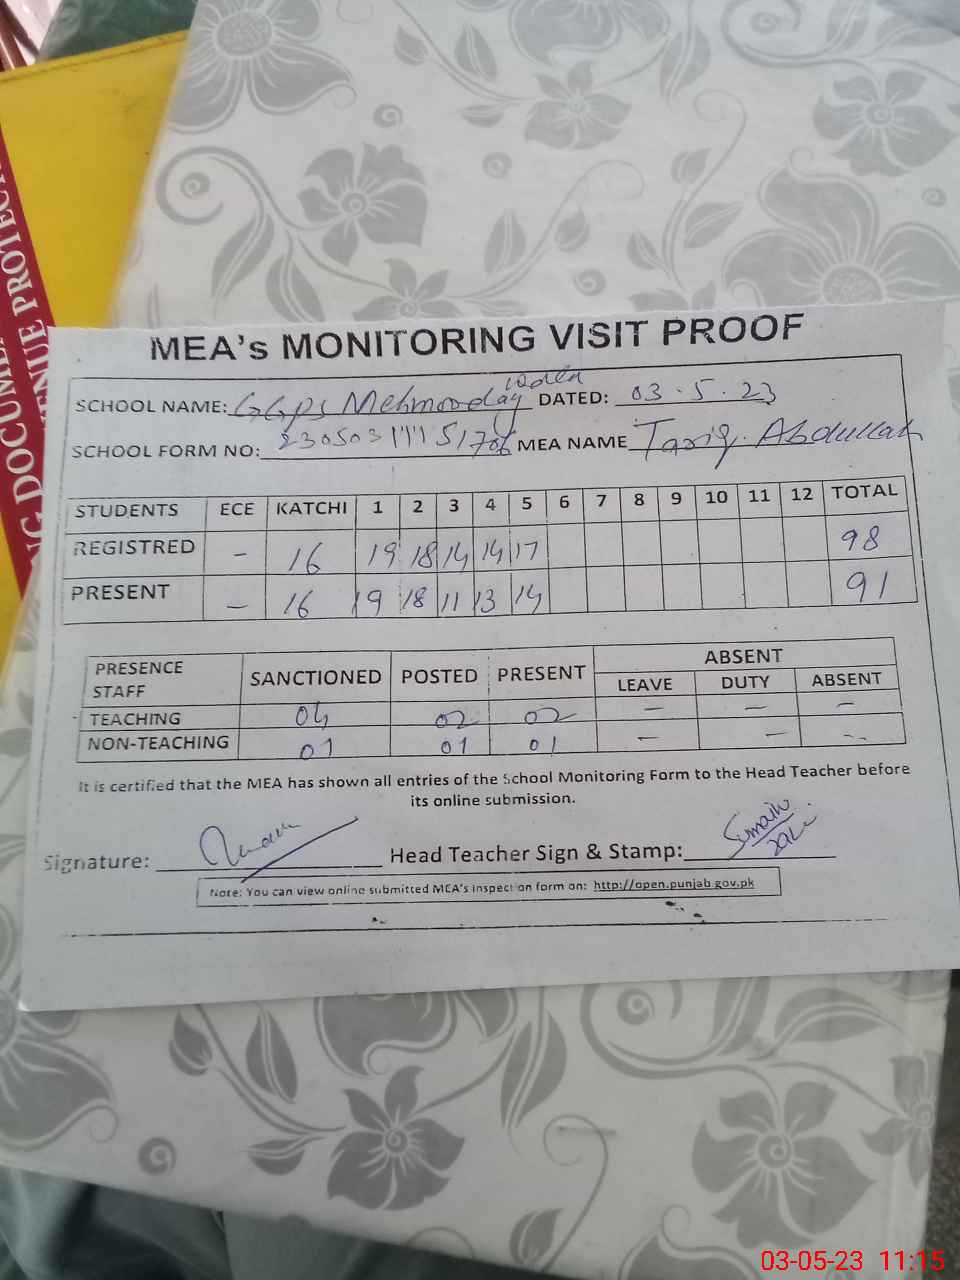 NG DOCUMEN
ENUE PROTEC
MEA's MONITORING VISIT PROOF
SCHOOL NAME: GGPS Mehmooday wala DATED: 03.5.23
SCHOOL FORM NO: MEA NAME Tariq. Abdullah
STUDENTS ECE KATCHI 1 2 3 4 5 6 7 8 9 10 11 12 TOTAL
REGISTRED - 16 19 18 14 14 17 98
PRESENT - 16 19 18 11 13 14 91
PRESENCE STAFF SANCTIONED POSTED PRESENT ABSENT
LEAVE DUTY ABSENT
TEACHING 04 02 02 - - -
NON-TEACHING 01 01 01 - - -
It is certified that the MEA has shown all entries of the School Monitoring Form to the Head Teacher before
its online submission.
Signature: Head Teacher Sign & Stamp:
Note: You can view online submitted MEA's inspection form on: http://open.punjab.gov.pk
03-05-23 11:15